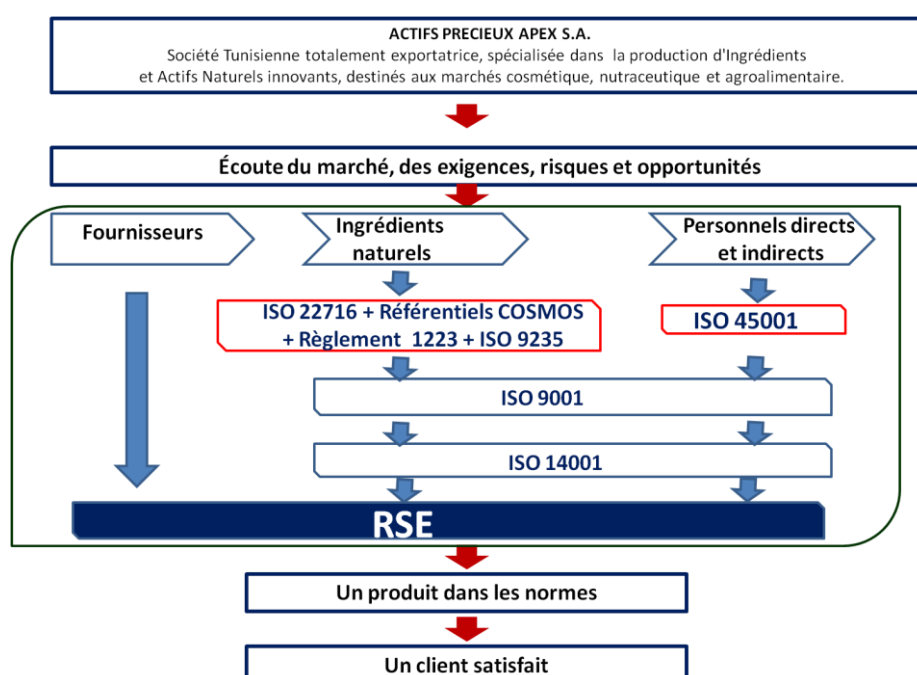 ACTIFS PRECIEUX APEX S.A.
Société Tunisienne totalement exportatrice, spécialisée dans la production d'Ingrédients
et Actifs Naturels innovants, destinés aux marchés cosmétique, nutraceutique et agroalimentaire.
Écoute du marché, des exigences, risques et opportunités
Fournisseurs
Ingrédients
naturels
Personnels directs
et indirects
ISO 22716 + Référentiels COSMOS
+ Règlement 1223 + ISO 9235
ISO 45001
ISO 9001
ISO 14001
RSE
Un produit dans les normes
Un client satisfait